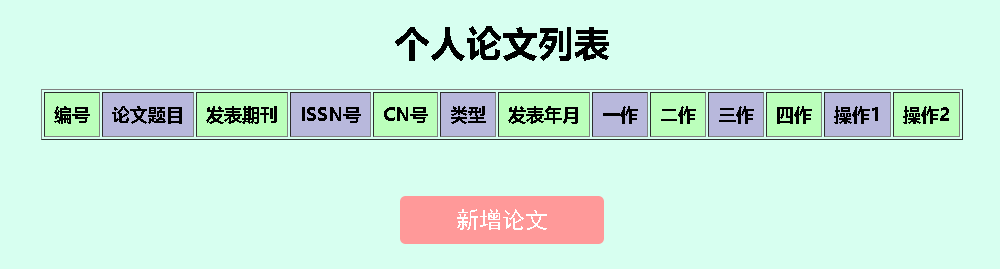 个人论文列表
编号 论文题目 发表期刊 ISSN号 CN号 类型 发表年月 一作 二作 三作 四作 操作1 操作2
新增论文